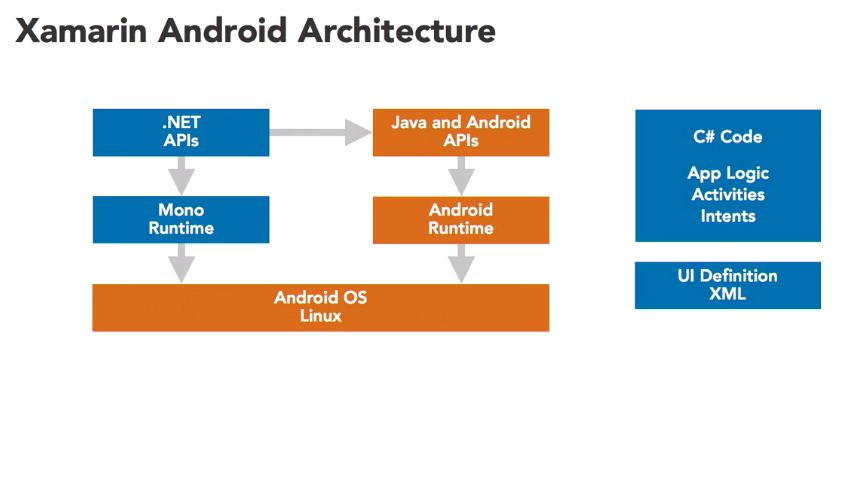 Xamarin Android Architecture
.NET
APIs
Java and Android
APIs
Mono
Runtime
Android
Runtime
Android OS
Linux
C# Code
App Logic
Activities
Intents
UI Definition
XML